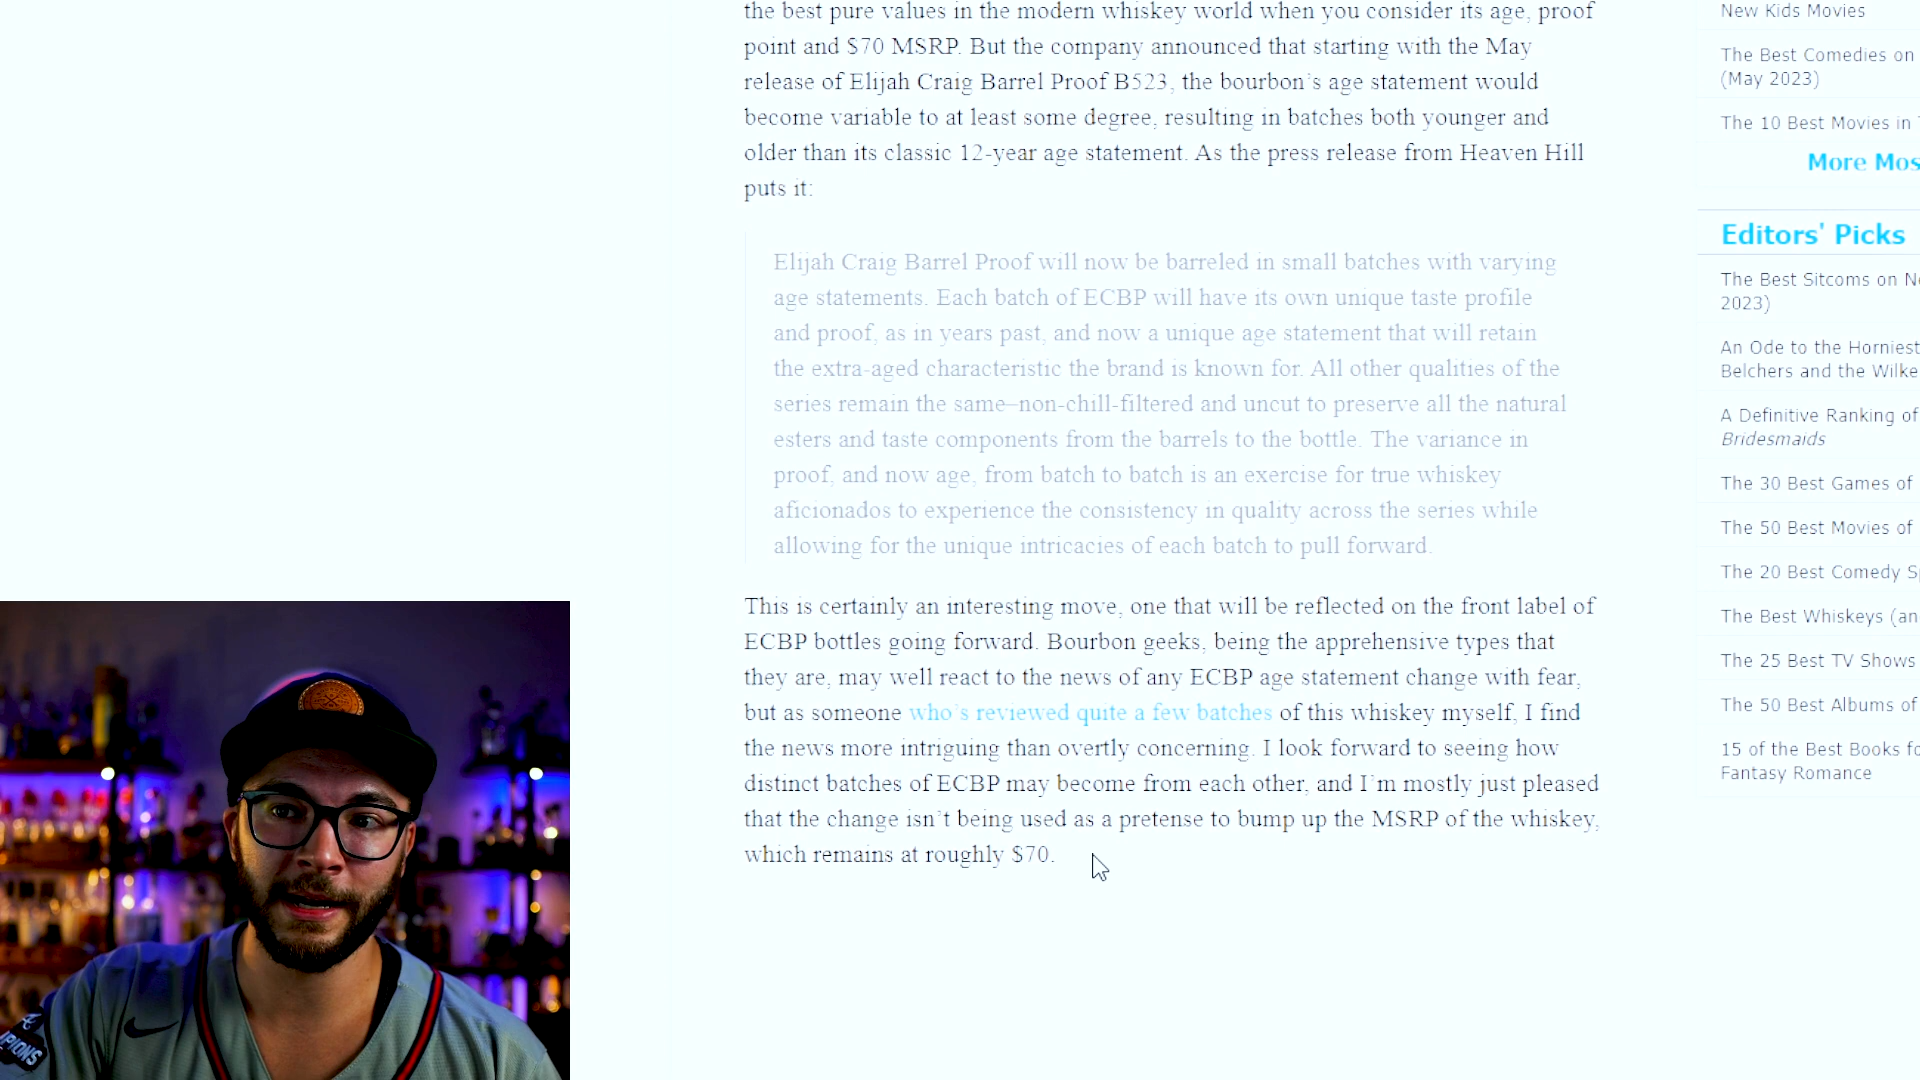 the best pure values in the modern whiskey world when you consider its age, proof
point and $70 MSRP. But the company announced that starting with the May
release of Elijah Craig Barrel Proof B523, the bourbon's age statement would
become variable to at least some degree, resulting in batches both younger and
older than its classic 12-year age statement. As the press release from Heaven Hill
puts it:
Elijah Craig Barrel Proof will now be barreled in small batches with varying
age statements. Each batch of ECBP will have its own unique taste profile
and proof, as in years past, and now a unique age statement that will retain
the extra-aged characteristic the brand is known for. All other qualities of the
series remain the same—non-chill-filtered and uncut to preserve all the natural
esters and taste components from the barrels to the bottle. The variance in
proof, and now age, from batch to batch is an exercise for true whiskey
aficionados to experience the consistency in quality across the series while
allowing for the unique intricacies of each batch to pull forward.
This is certainly an interesting move, one that will be reflected on the front label of
ECBP bottles going forward. Bourbon geeks, being the apprehensive types that
they are, may well react to the news of any ECBP age statement change with fear,
but as someone who's reviewed quite a few batches of this whiskey myself, I find
the news more intriguing than overtly concerning. I look forward to seeing how
distinct batches of ECBP may become from each other, and I'm mostly just pleased
that the change isn't being used as a pretense to bump up the MSRP of the whiskey,
which remains at roughly $70.
New Kids Movies
The Best Comedies on
(May 2023)
The 10 Best Movies in
More Mos
Editors' Picks
The Best Sitcoms on
2023)
An Ode to the Horniest
Belchers and the Wilke
A Definitive Ranking of
Bridesmaids
The 30 Best Games of
The 50 Best Movies of
The 20 Best Comedy
The Best Whiskeys (an
The 25 Best TV Shows
The 50 Best Albums of
15 of the Best Books fo
Fantasy Romance